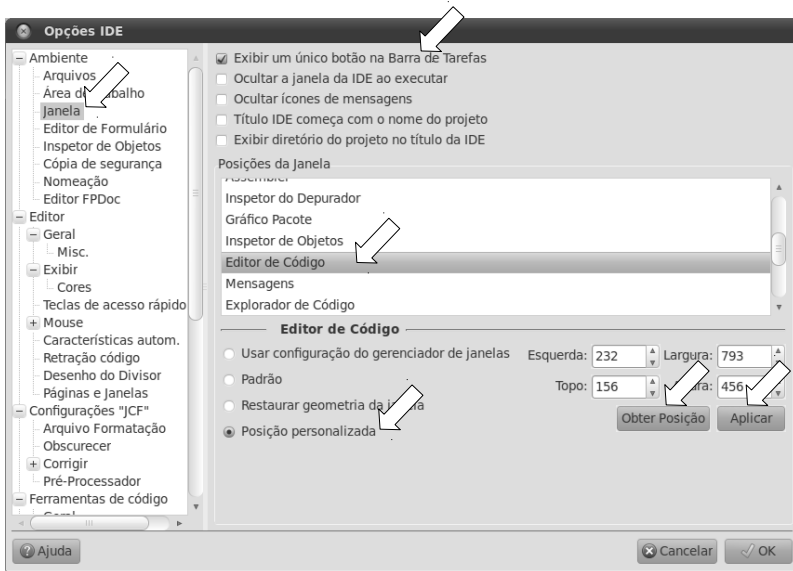 Opções IDE
Ambiente
Arquivos
Janela
Editor de Formulário
Inspetor de Objetos
Cópia de segurança
Nomeação
Editor FPDoc
Editor
Geral
Misc.
Exibir
Cores
Teclas de acesso rápido
Mouse
Características autom.
Retração código
Desenho do Divisor
Páginas e Janelas
Configurações "JCF"
Arquivo Formatação
Obscurecer
Corrigir
Pré-Processador
Ferramentas de código
Ajuda
Exibir um único botão na Barra de Tarefas
Ocultar a janela da IDE ao executar
Ocultar ícones de mensagens
Título IDE começa com o nome do projeto
Exibir diretório do projeto no título da IDE
Posições da Janela
Inspetor do Depurador
Gráfico Pacote
Inspetor de Objetos
Editor de Código
Mensagens
Explorador de Código
Editor de Código
Usar configuração do gerenciador de janelas
Padrão
Restaurar geometria da janela
Posição personalizada
Esquerda: 232 Largura: 793
Topo: 156 456
Obter Posição Aplicar
Cancelar OK